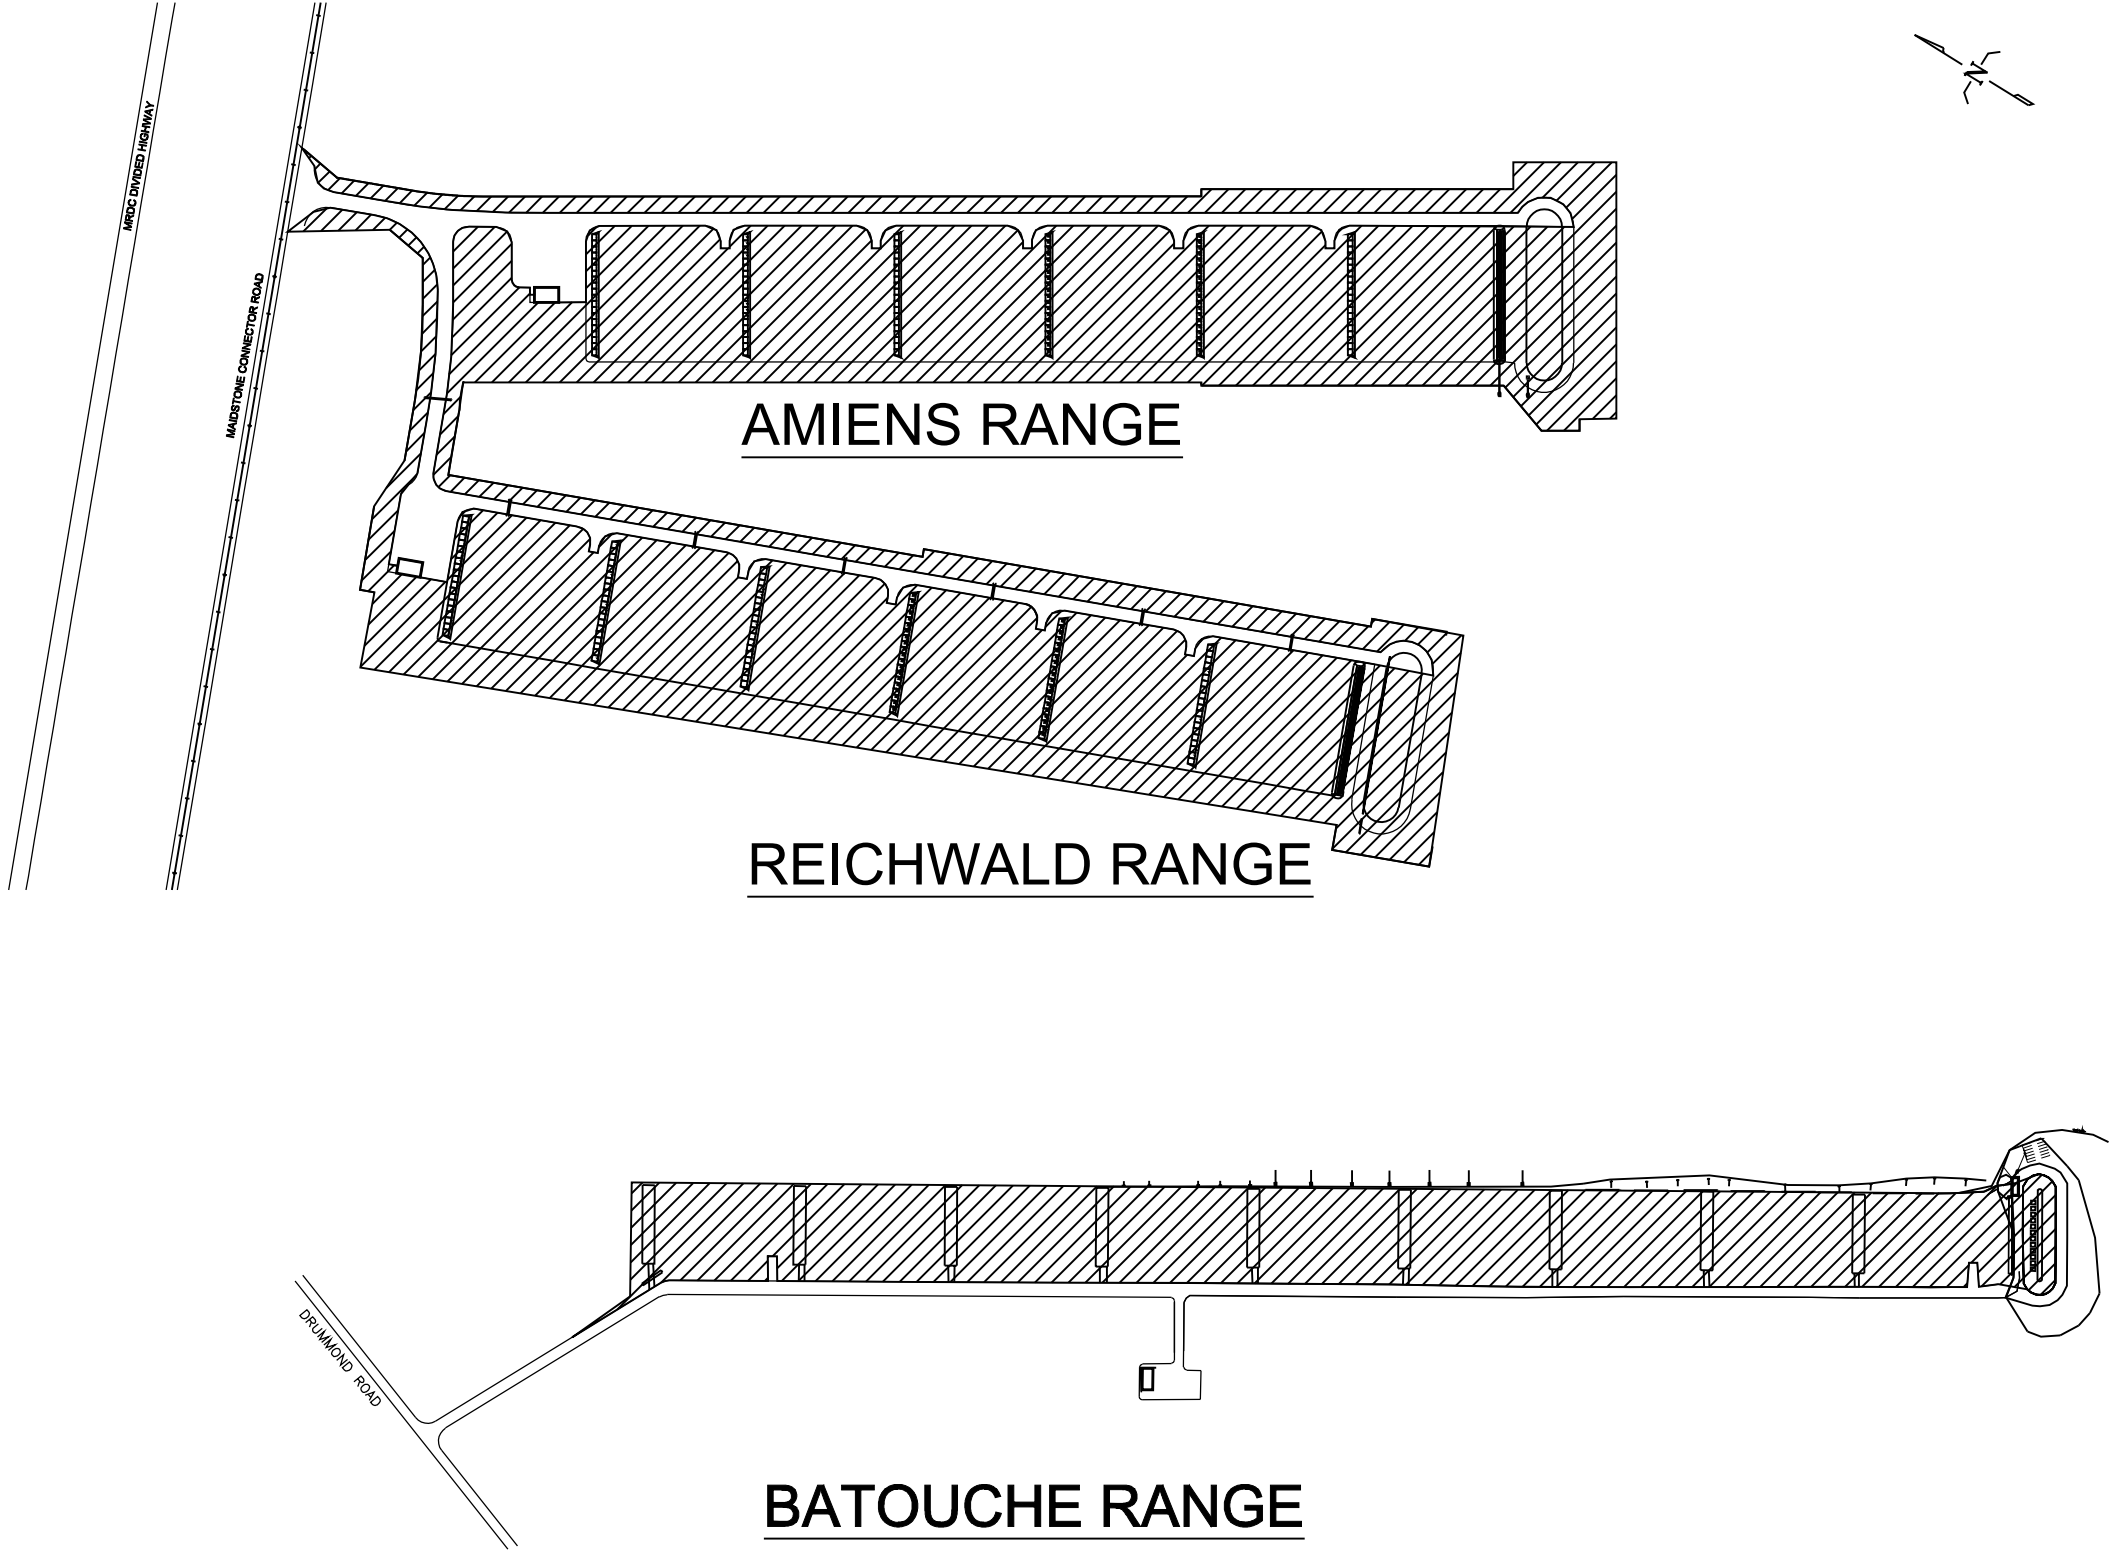 N
MRDC DIVIDED HIGHWAY
MAIDSTONE CONNECTOR ROAD
AMIENS RANGE
REICHWALD RANGE
DRUMMOND ROAD
BATOUCHE RANGE